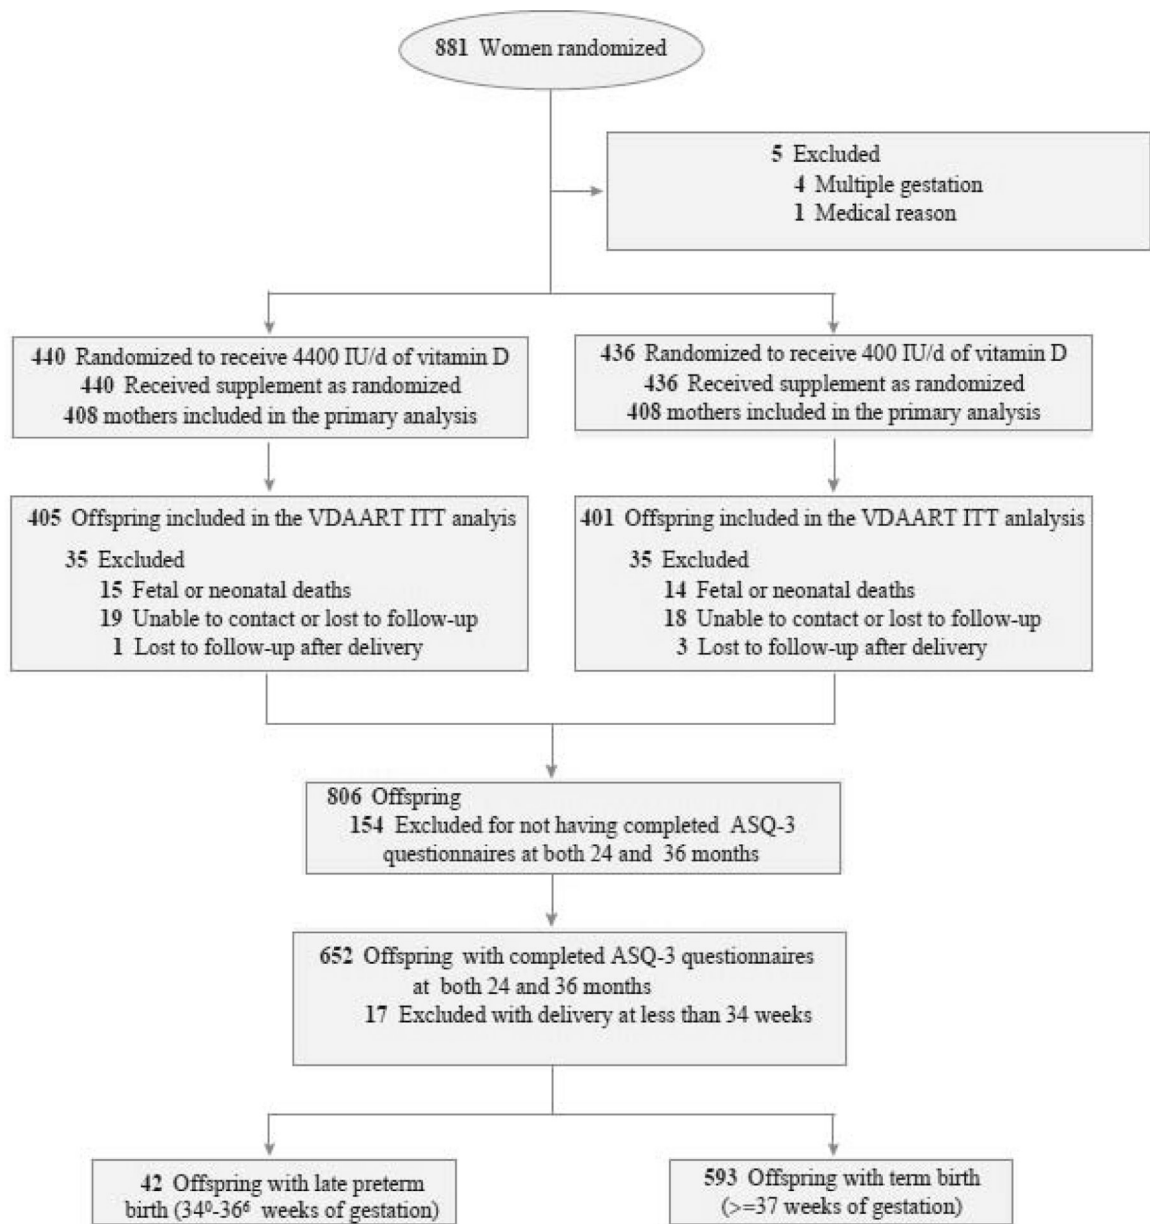 881 Women randomized
5 Excluded
4 Multiple gestation
1 Medical reason
440 Randomized to receive 4400 IU/d of vitamin D
440 Received supplement as randomized
408 mothers included in the primary analysis
436 Randomized to receive 400 IU/d of vitamin D
436 Received supplement as randomized
408 mothers included in the primary analysis
405 Offspring included in the VDAART ITT analyis
35 Excluded
15 Fetal or neonatal deaths
19 Unable to contact or lost to follow-up
1 Lost to follow-up after delivery
401 Offspring included in the VDAART ITT anlalysis
35 Excluded
14 Fetal or neonatal deaths
18 Unable to contact or lost to follow-up
3 Lost to follow-up after delivery
806 Offspring
154 Excluded for not having completed ASQ-3
questionnaires at both 24 and 36 months
652 Offspring with completed ASQ-3 questionnaires
at both 24 and 36 months
17 Excluded with delivery at less than 34 weeks
42 Offspring with late preterm
birth (34⁰-36⁶ weeks of gestation)
593 Offspring with term birth
(>=37 weeks of gestation)